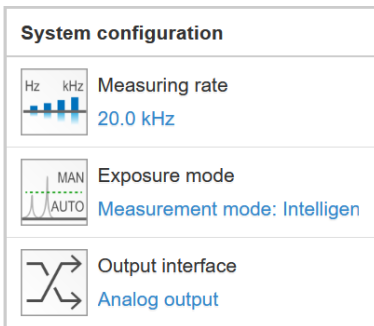 System configuration
Hz kHz
Measuring rate
20.0 kHz
MAN
AUTO
Exposure mode
Measurement mode: Intelligen
Output interface
Analog output